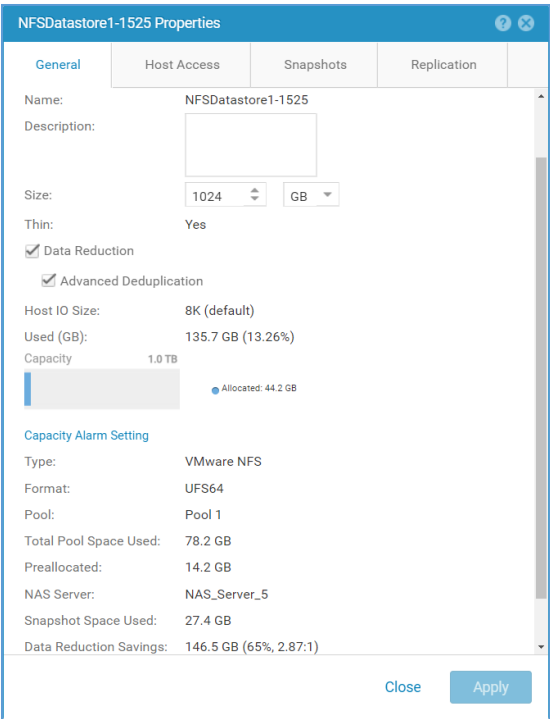 NFSDatastore1-1525 Properties
General Host Access Snapshots Replication
Name: NFSDatastore1-1525
Description:
Size: 1024 GB
Thin: Yes
Data Reduction
Advanced Deduplication
Host IO Size: 8K (default)
Used (GB): 135.7 GB (13.26%)
Capacity 1.0 TB
Allocated: 44.2 GB
Capacity Alarm Setting
Type: VMware NFS
Format: UFS64
Pool: Pool 1
Total Pool Space Used: 78.2 GB
Preallocated: 14.2 GB
NAS Server: NAS_Server_5
Snapshot Space Used: 27.4 GB
Data Reduction Savings: 146.5 GB (65%, 2.87:1)
Close Apply